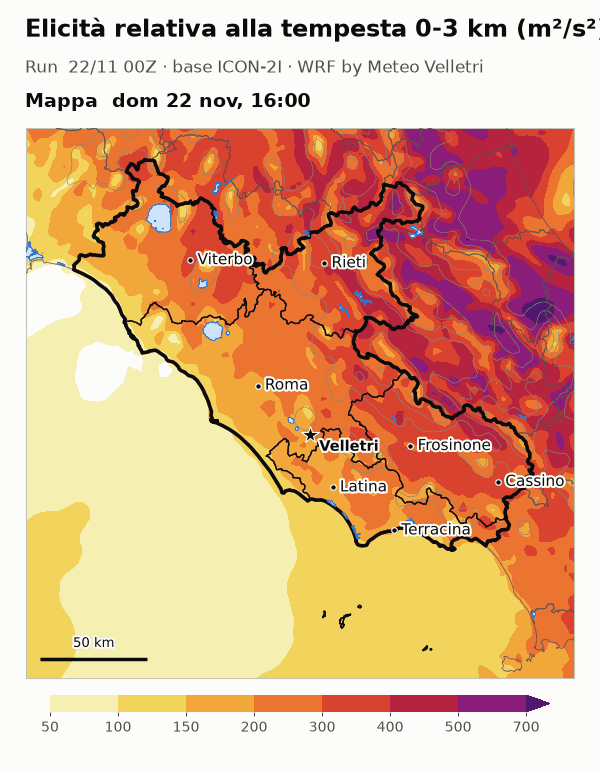 Elicità relativa alla tempesta 0-3 km (m²/s²)
Run 22/11 00Z · base ICON-2I · WRF by Meteo Velletri
Mappa dom 22 nov, 16:00
Viterbo
Rieti
Roma
Velletri
Frosinone
Cassino
Latina
Terracina
50 km
50 100 150 200 300 400 500 700